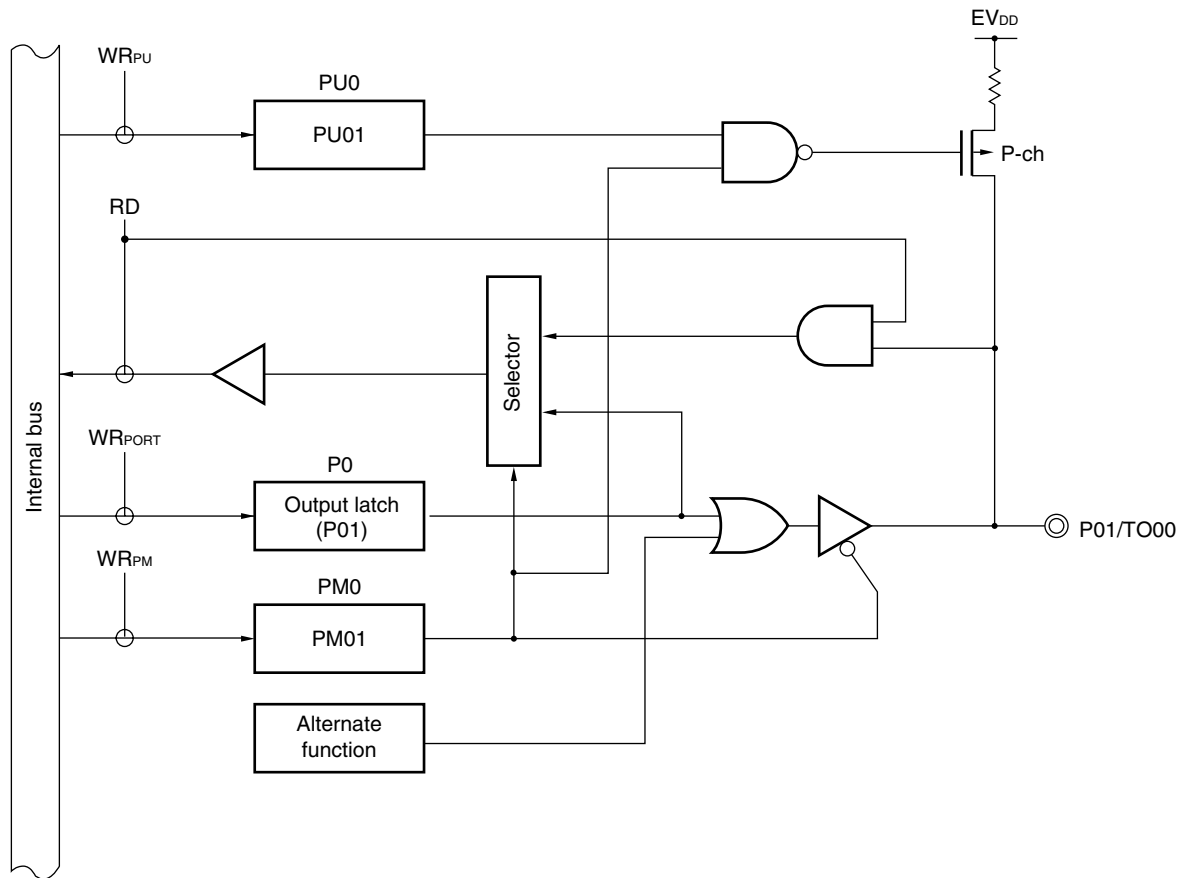 EVDD
WRPU
PU0
PU01
P-ch
RD
Selector
Internal bus
WRPORT
P0
Output latch
(P01)
P01/TO00
WRPM
PM0
PM01
Alternate
function